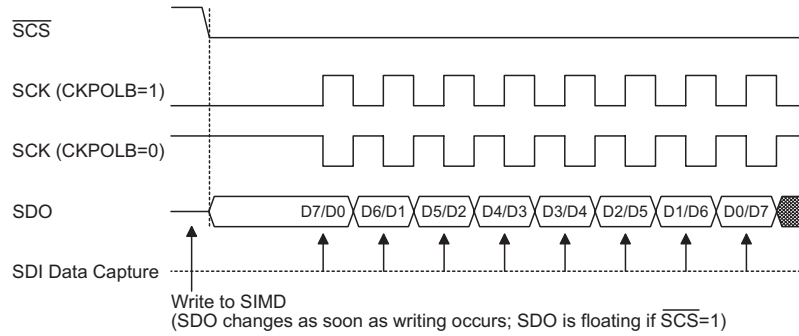 SCS
SCK (CKPOLB=1)
SCK (CKPOLB=0)
SDO D7/D0 D6/D1 D5/D2 D4/D3 D3/D4 D2/D5 D1/D6 D0/D7
SDI Data Capture
Write to SIMD
(SDO changes as soon as writing occurs; SDO is floating if SCS=1)